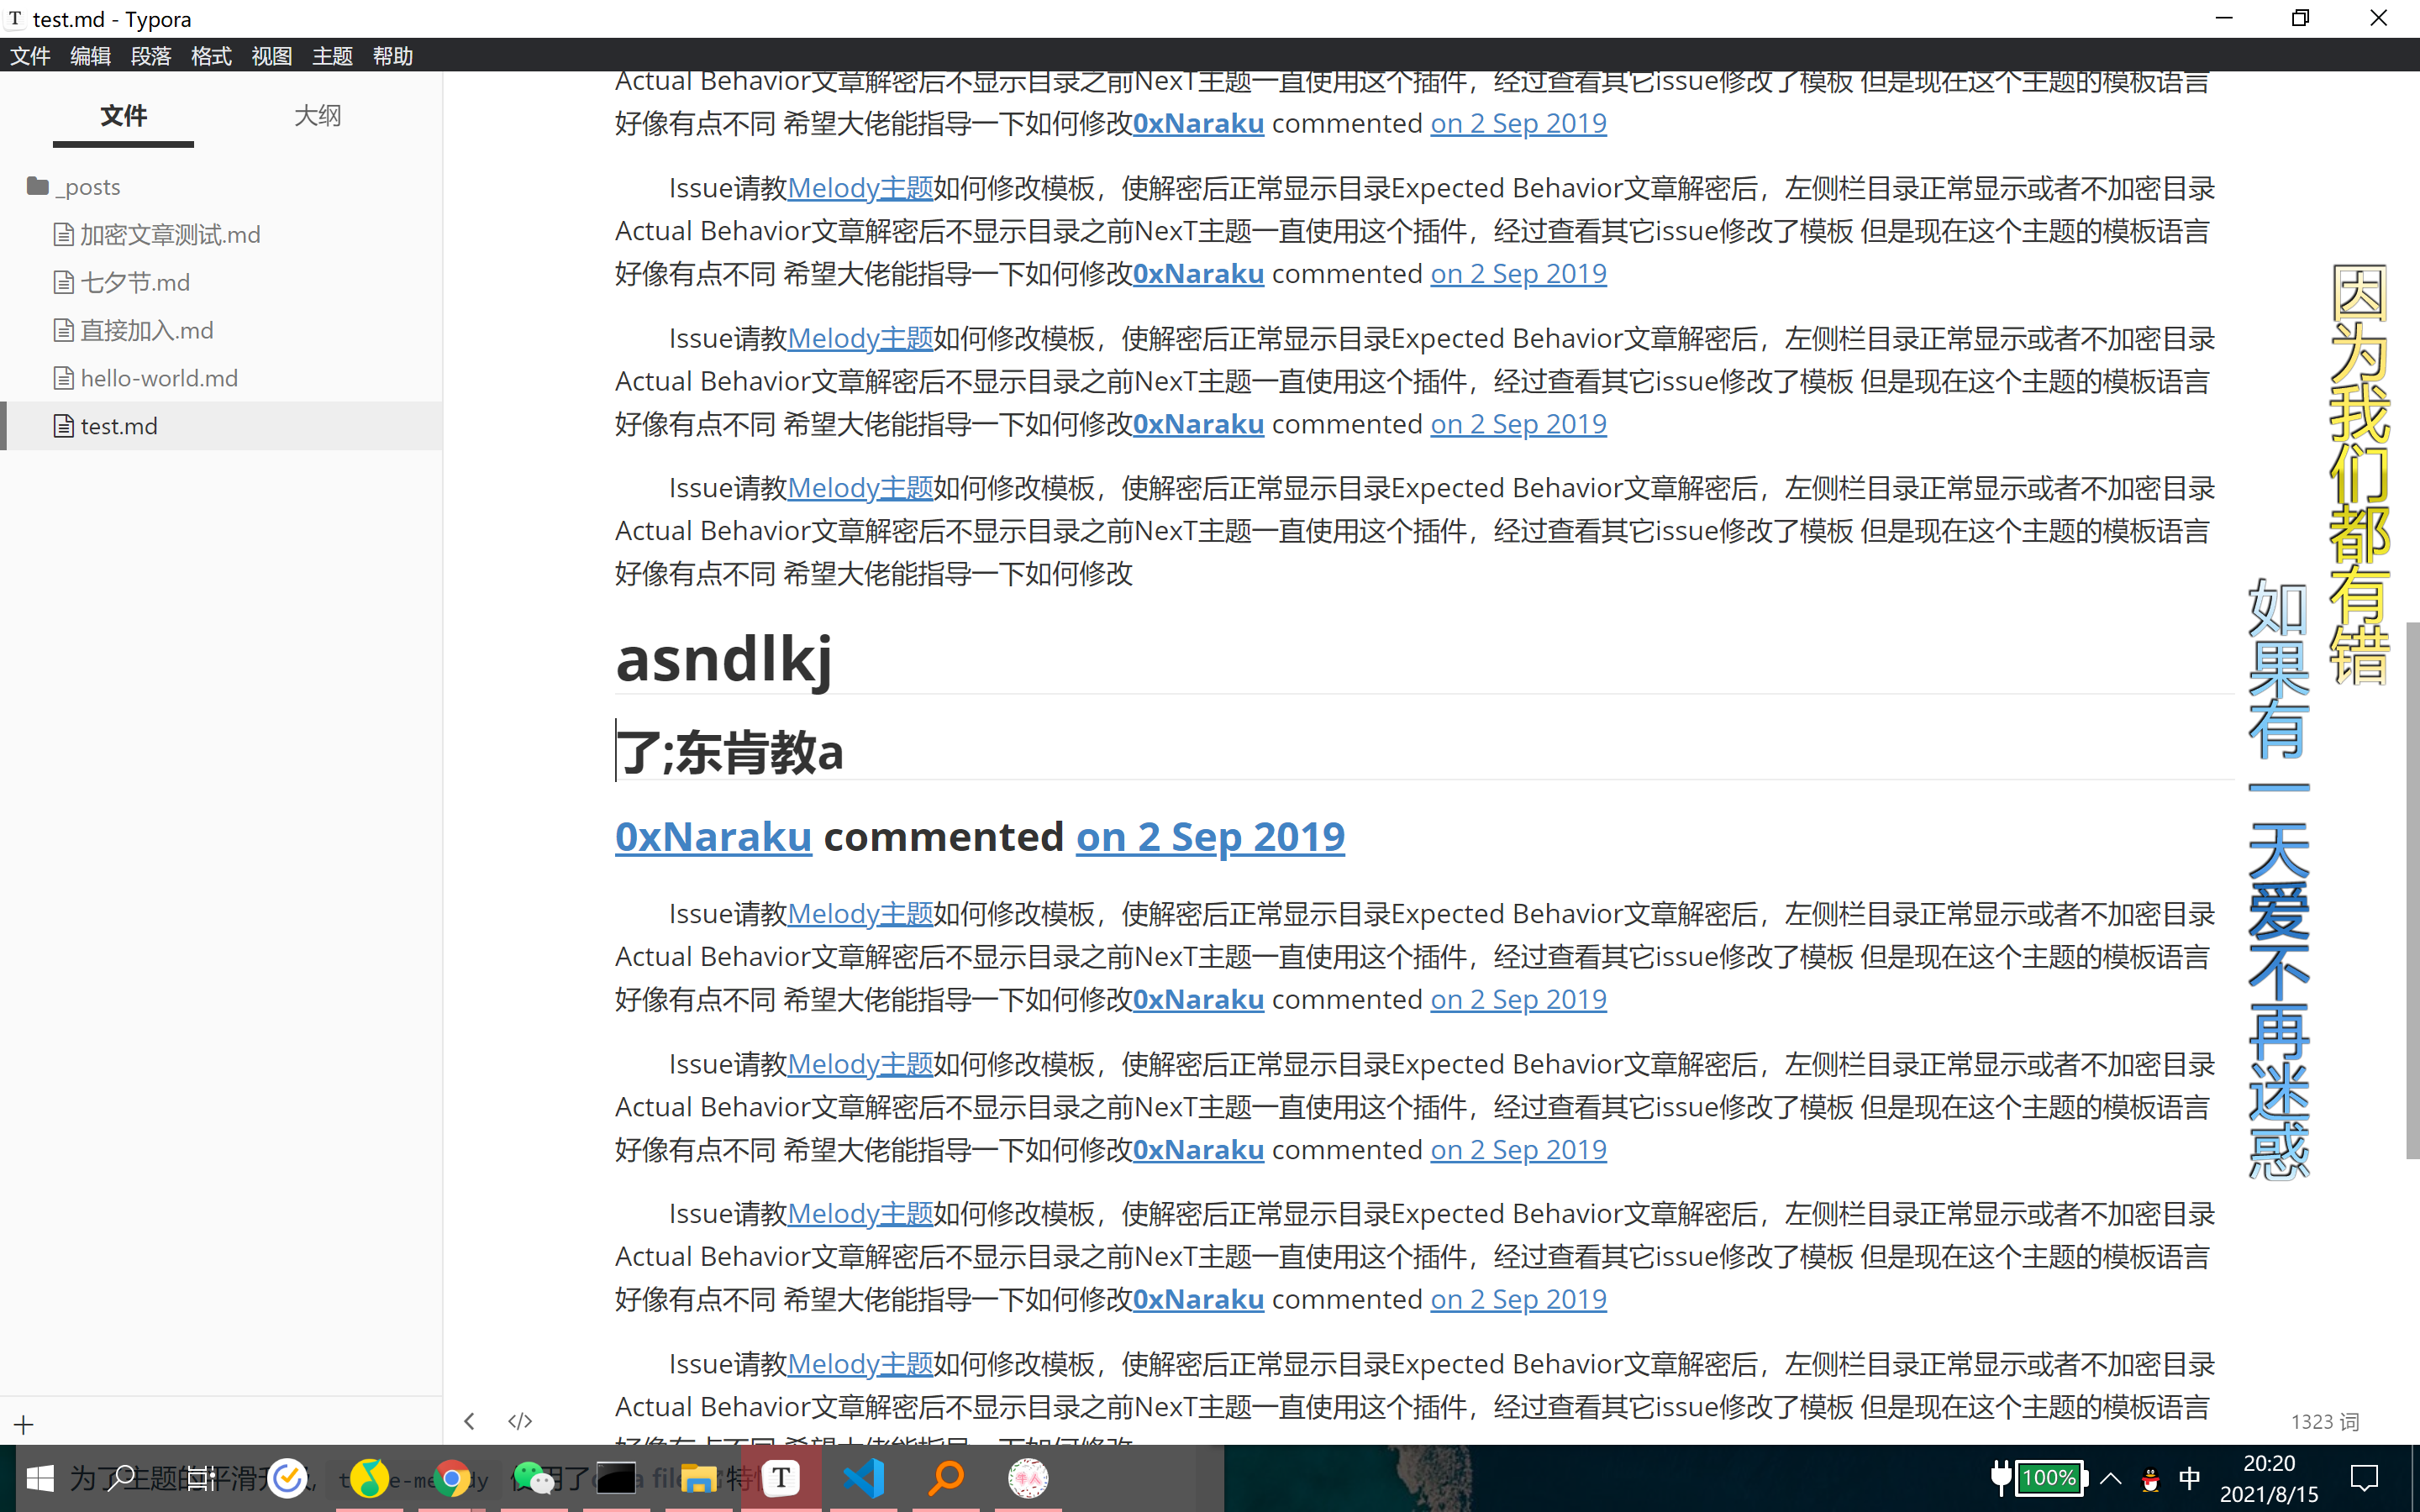 test.md - Typora
文件 编辑 段落 格式 视图 主题 帮助
文件 大纲
_posts
加密文章测试.md
七夕节.md
直接加入.md
hello-world.md
test.md
Actual Behavior文章解密后不显示目录之前NexT主题一直使用这个插件，经过查看其它issue修改了模板 但是现在这个主题的模板语言
好像有点不同 希望大佬能指导一下如何修改0xNaraku commented on 2 Sep 2019
Issue请教Melody主题如何修改模板，使解密后正常显示目录Expected Behavior文章解密后，左侧栏目录正常显示或者不加密目录
Actual Behavior文章解密后不显示目录之前NexT主题一直使用这个插件，经过查看其它issue修改了模板 但是现在这个主题的模板语言
好像有点不同 希望大佬能指导一下如何修改0xNaraku commented on 2 Sep 2019
Issue请教Melody主题如何修改模板，使解密后正常显示目录Expected Behavior文章解密后，左侧栏目录正常显示或者不加密目录
Actual Behavior文章解密后不显示目录之前NexT主题一直使用这个插件，经过查看其它issue修改了模板 但是现在这个主题的模板语言
好像有点不同 希望大佬能指导一下如何修改0xNaraku commented on 2 Sep 2019
Issue请教Melody主题如何修改模板，使解密后正常显示目录Expected Behavior文章解密后，左侧栏目录正常显示或者不加密目录
Actual Behavior文章解密后不显示目录之前NexT主题一直使用这个插件，经过查看其它issue修改了模板 但是现在这个主题的模板语言
好像有点不同 希望大佬能指导一下如何修改
asndlkj
了;东肯教a
0xNaraku commented on 2 Sep 2019
Issue请教Melody主题如何修改模板，使解密后正常显示目录Expected Behavior文章解密后，左侧栏目录正常显示或者不加密目录
Actual Behavior文章解密后不显示目录之前NexT主题一直使用这个插件，经过查看其它issue修改了模板 但是现在这个主题的模板语言
好像有点不同 希望大佬能指导一下如何修改0xNaraku commented on 2 Sep 2019
Issue请教Melody主题如何修改模板，使解密后正常显示目录Expected Behavior文章解密后，左侧栏目录正常显示或者不加密目录
Actual Behavior文章解密后不显示目录之前NexT主题一直使用这个插件，经过查看其它issue修改了模板 但是现在这个主题的模板语言
好像有点不同 希望大佬能指导一下如何修改0xNaraku commented on 2 Sep 2019
Issue请教Melody主题如何修改模板，使解密后正常显示目录Expected Behavior文章解密后，左侧栏目录正常显示或者不加密目录
Actual Behavior文章解密后不显示目录之前NexT主题一直使用这个插件，经过查看其它issue修改了模板 但是现在这个主题的模板语言
好像有点不同 希望大佬能指导一下如何修改0xNaraku commented on 2 Sep 2019
Issue请教Melody主题如何修改模板，使解密后正常显示目录Expected Behavior文章解密后，左侧栏目录正常显示或者不加密目录
Actual Behavior文章解密后不显示目录之前NexT主题一直使用这个插件，经过查看其它issue修改了模板 但是现在这个主题的模板语言
好像有点不同 希望大佬能指导一下如何修改
因为我们都有错
如果有一天爱不再迷惑
</> 1323 词
为了主题的平滑升
100% 中
20:20
2021/8/15